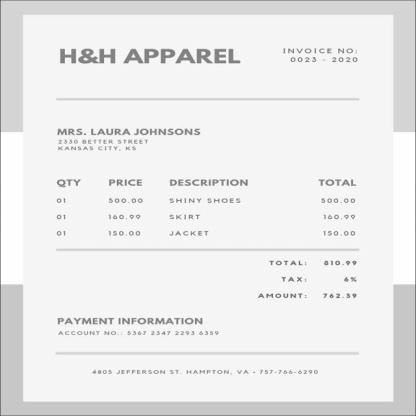 H&H APPAREL
INVOICE NO:
0023 - 2020
MRS. LAURA JOHNSONS
2330 BETTER STREET
KANSAS CITY, KS
QTY PRICE DESCRIPTION TOTAL
01 500.00 SHINY SHOES 500.00
01 160.99 SKIRT 160.99
01 150.00 JACKET 150.00
TOTAL: 810.99
TAX: 6%
AMOUNT: 762.39
PAYMENT INFORMATION
ACCOUNT NO.: 5367 2347 2293 6359
4805 JEFFERSON ST. HAMPTON, VA • 757-766-6290